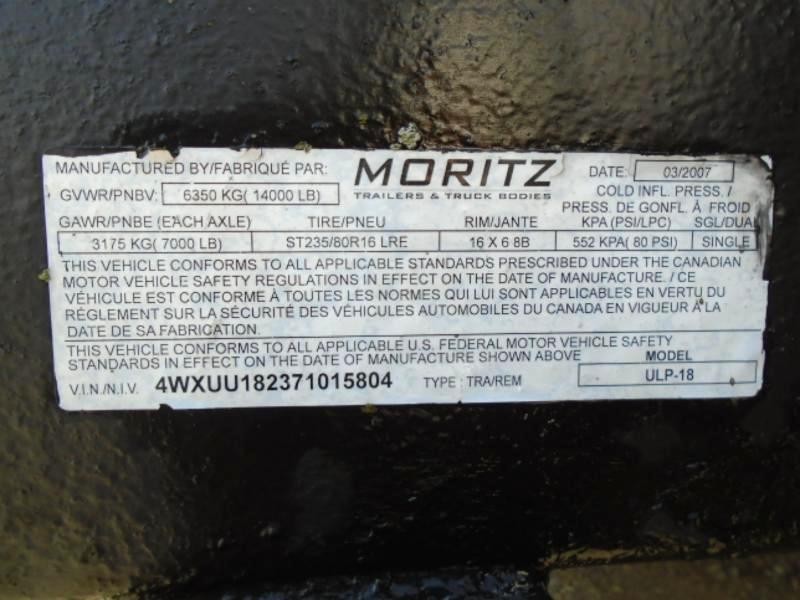 MANUFACTURED BY/FABRIQUÉ PAR: MORITZ DATE: 03/2007
GVWR/PNBV: 6350 KG( 14000 LB) TRAILERS & TRUCK BODIES COLD INFL. PRESS./
PRESS. DE GONFL. À FROID
GAWR/PNBE (EACH AXLE) TIRE/PNEU RIM/JANTE KPA (PSI/LPC) SGL/DUAL
3175 KG( 7000 LB) ST235/80R16 LRE 16 X 6 8B 552 KPA( 80 PSI) SINGLE
THIS VEHICLE CONFORMS TO ALL APPLICABLE STANDARDS PRESCRIBED UNDER THE CANADIAN
MOTOR VEHICLE SAFETY REGULATIONS IN EFFECT ON THE DATE OF MANUFACTURE. / CE
VÉHICULE EST CONFORME À TOUTES LES NORMES QUI LUI SONT APPLICABLES EN VERTU DU
RÈGLEMENT SUR LA SÉCURITÉ DES VÉHICULES AUTOMOBILES DU CANADA EN VIGUEUR À LA
DATE DE SA FABRICATION.
THIS VEHICLE CONFORMS TO ALL APPLICABLE U.S. FEDERAL MOTOR VEHICLE SAFETY
STANDARDS IN EFFECT ON THE DATE OF MANUFACTURE SHOWN ABOVE MODEL
V.I.N./N.I.V. 4WXUU182371015804 TYPE : TRA/REM ULP-18